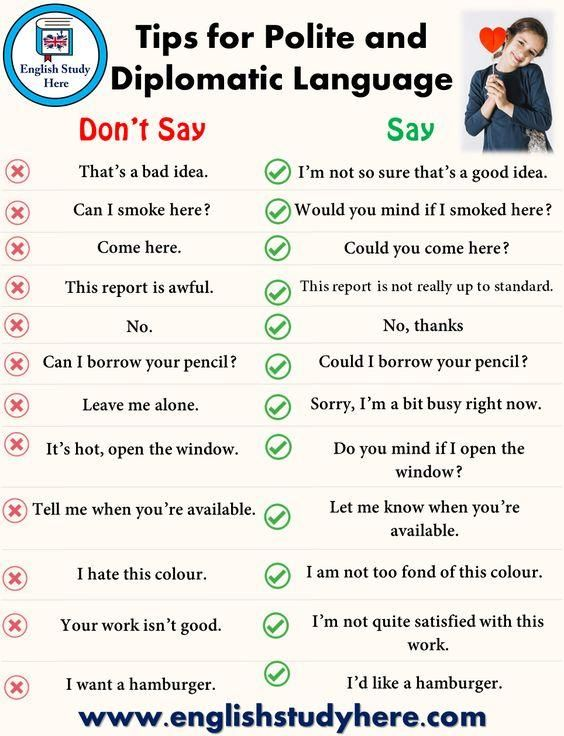 English Study
Here
Tips for Polite and
Diplomatic Language
Don't Say
Say
That's a bad idea.
I'm not so sure that's a good idea.
Can I smoke here?
Would you mind if I smoked here?
Come here.
Could you come here?
This report is awful.
This report is not really up to standard.
No.
No, thanks
Can I borrow your pencil?
Could I borrow your pencil?
Leave me alone.
Sorry, I'm a bit busy right now.
It's hot, open the window.
Do you mind if I open the
window?
Tell me when you're available.
Let me know when you're
available.
I hate this colour.
I am not too fond of this colour.
Your work isn't good.
I'm not quite satisfied with this
work.
I want a hamburger.
I'd like a hamburger.
www.englishstudyhere.com